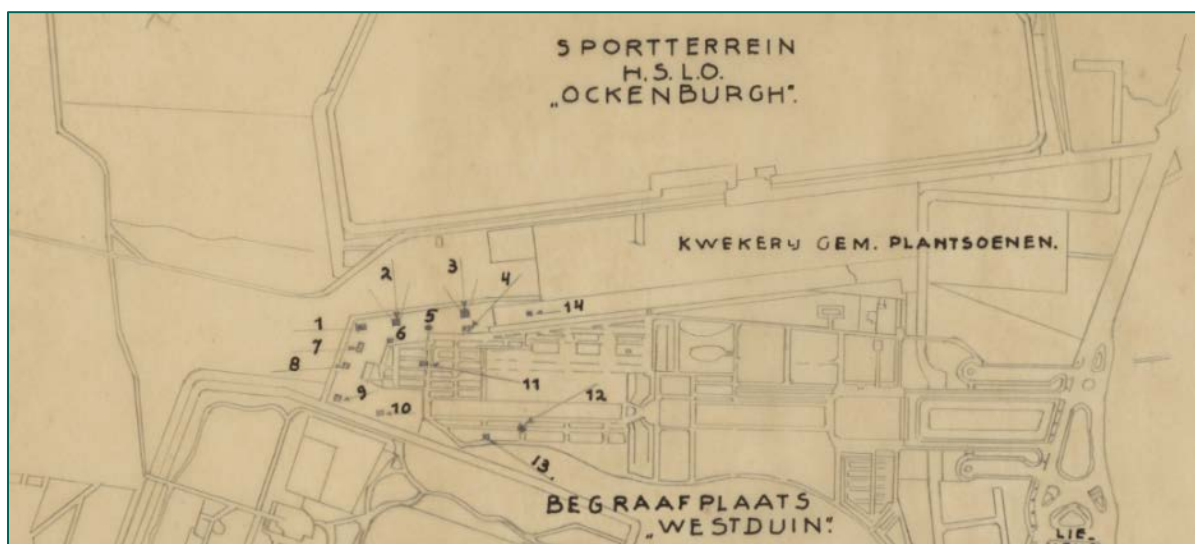 SPORTTERREIN
H.S.L.O.
„OCKENBURGH”.
KWEKERIJ GEM. PLANTSOENEN.
2
3
4
1
5
14
6
7
8
11
9
10
12
13.
BEGRAAFPLAATS
„WESTDUIN”.
LIE-